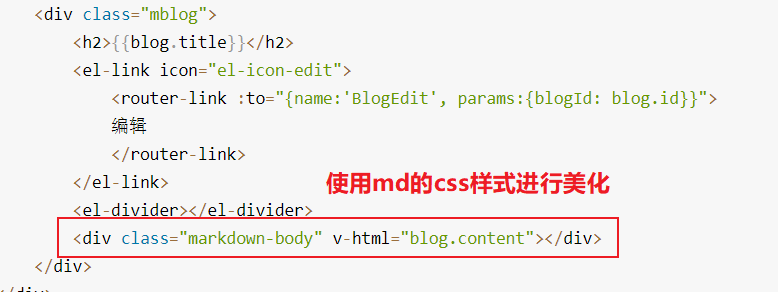 <div class="mblog">
<h2>{{blog.title}}</h2>
<el-link icon="el-icon-edit">
<router-link :to="{name:'BlogEdit', params:{blogId: blog.id}}">
编辑
</router-link>
</el-link>
使用md的css样式进行美化
<el-divider></el-divider>
<div class="markdown-body" v-html="blog.content"></div>
</div>
</div>